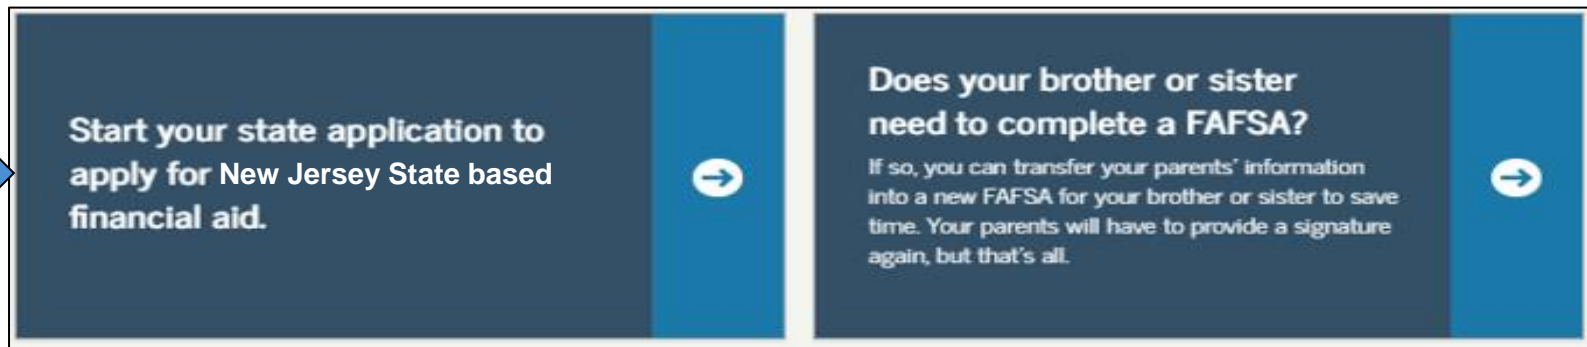 Start your state application to
apply for New Jersey State based
financial aid.
Does your brother or sister
need to complete a FAFSA?
If so, you can transfer your parents' information
into a new FAFSA for your brother or sister to save
time. Your parents will have to provide a signature
again, but that's all.